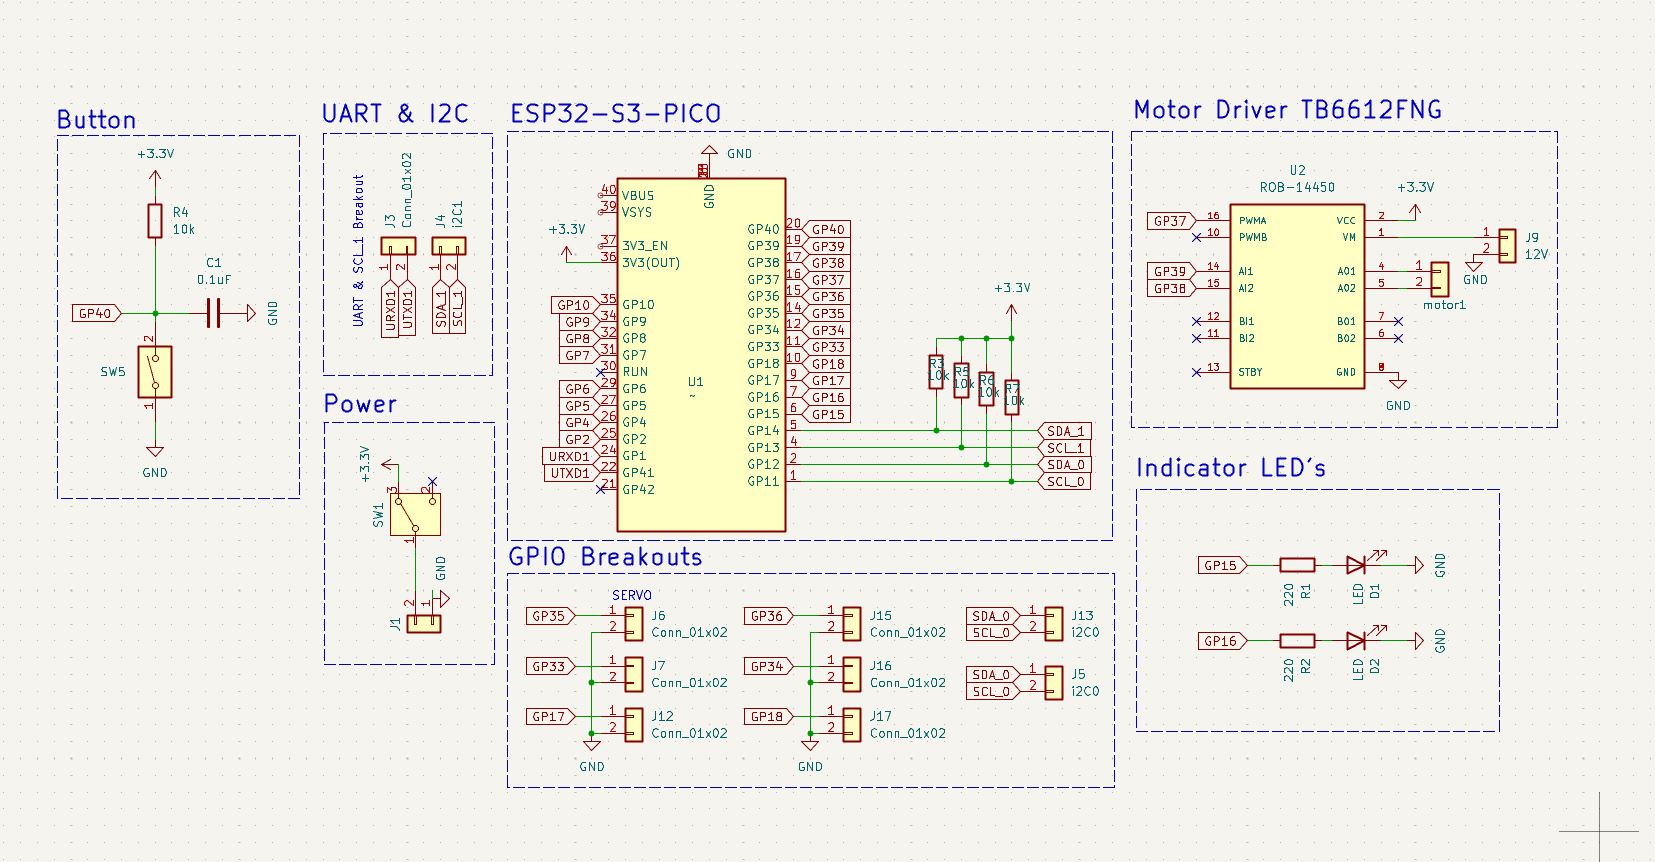 Button
+3.3V
R4
10k
C1
0.1uF
GP40
GND
2
SW5
1
GND
UART & I2C
UART & SCL_1 Breakout
J3
Conn_01x02
J4
i2C1
1
2
1
2
URXD1
UTXD1
SDA_1
SCL_1
Power
+3.3V
3
2
SW1
1
GND
2
1
J1
ESP32-S3-PICO
GND
GND
+3.3V
40 VBUS
39 VSYS
37 3V3_EN
36 3V3(OUT)
GP10 35 GP10
GP9 34 GP9
GP8 32 GP8
GP7 31 GP7
30 RUN
GP6 29 GP6
GP5 27 GP5
GP4 26 GP4
GP2 25 GP2
URXD1 24 GP1
UTXD1 22 GP41
21 GP42
U1
~
GP40 20 GP40
GP39 19 GP39
GP38 17 GP38
GP37 16 GP37
GP36 15 GP36
GP35 14 GP35
GP34 12 GP34
GP33 11 GP33
GP18 10 GP18
GP17 9 GP17
GP16 7 GP16
GP15 6 GP15
GP14 5 SDA_1
GP13 4 SCL_1
GP12 2 SDA_0
GP11 1 SCL_0
+3.3V
R3
10k
R5
10k
R6
10k
R7
10k
GPIO Breakouts
SERVO
GP35 1 J6
2 Conn_01x02
GP33 1 J7
2 Conn_01x02
GP17 1 J12
2 Conn_01x02
GND
GP36 1 J15
2 Conn_01x02
GP34 1 J16
2 Conn_01x02
GP18 1 J17
2 Conn_01x02
GND
SDA_0 1 J13
SCL_0 2 i2C0
SDA_0 1 J5
SCL_0 2 i2C0
Motor Driver TB6612FNG
U2
ROB-14450
GP37 16 PWMA
10 PWMB
GP39 14 AI1
GP38 15 AI2
12 BI1
11 BI2
13 STBY
VCC 2
VM 1
A01 4
A02 5
B01 7
B02 6
GND
+3.3V
1 J9
2 12V
GND
1
2
motor1
GND
Indicator LED's
GP15
220
R1
LED
D1
GND
GP16
220
R2
LED
D2
GND